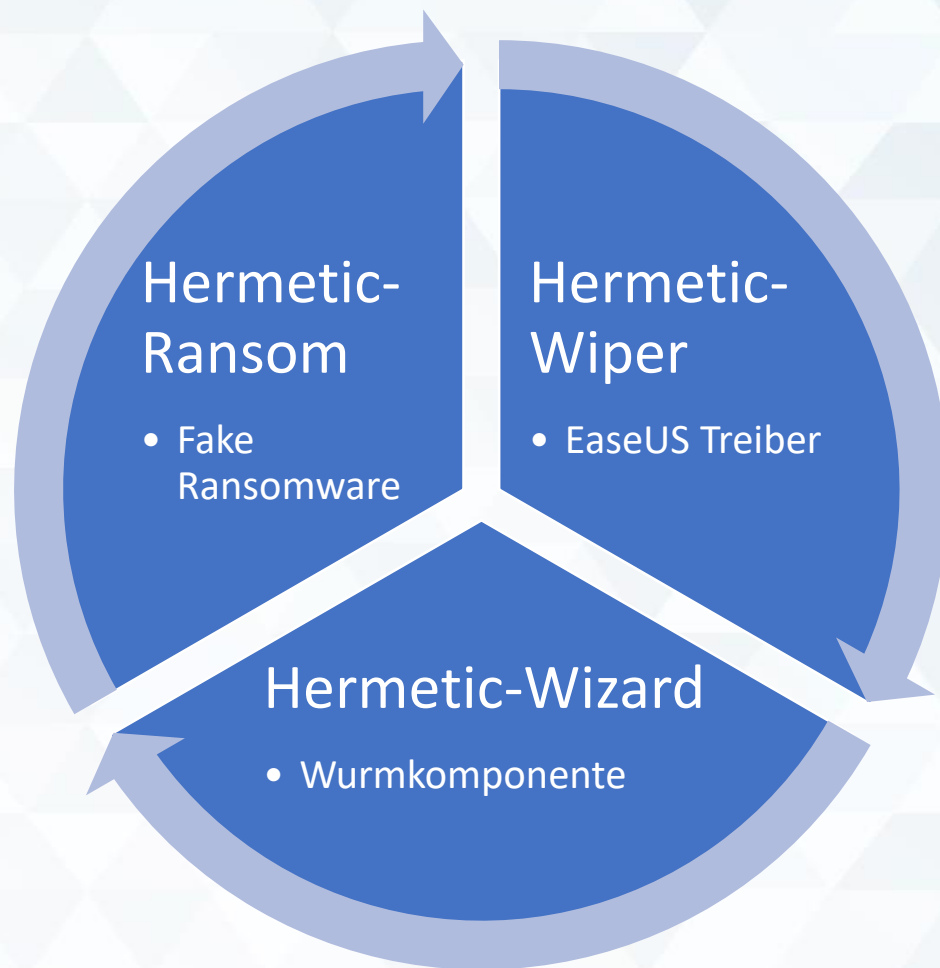 Hermetic-
Ransom
• Fake
Ransomware
Hermetic-
Wiper
• EaseUS Treiber
Hermetic-Wizard
• Wurmkomponente